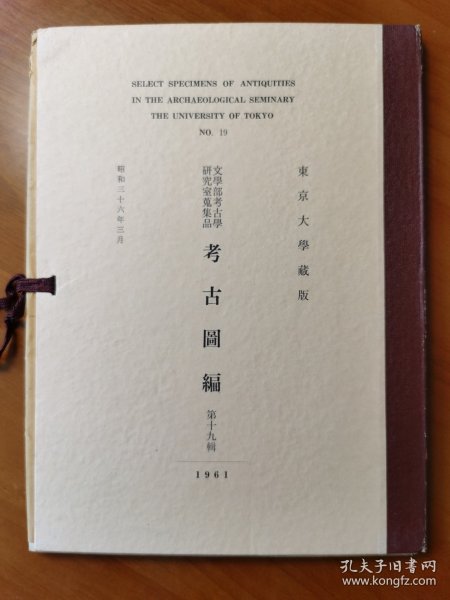 SELECT SPECIMENS OF ANTIQUITIES
IN THE ARCHAEOLOGICAL SEMINARY
THE UNIVERSITY OF TOKYO
NO. 19
東京大學藏版
文學部考古學
研究室蒐集品
考古圖編
第十九輯
昭和三十六年三月
1961
孔夫子旧书网
www.kongfz.com